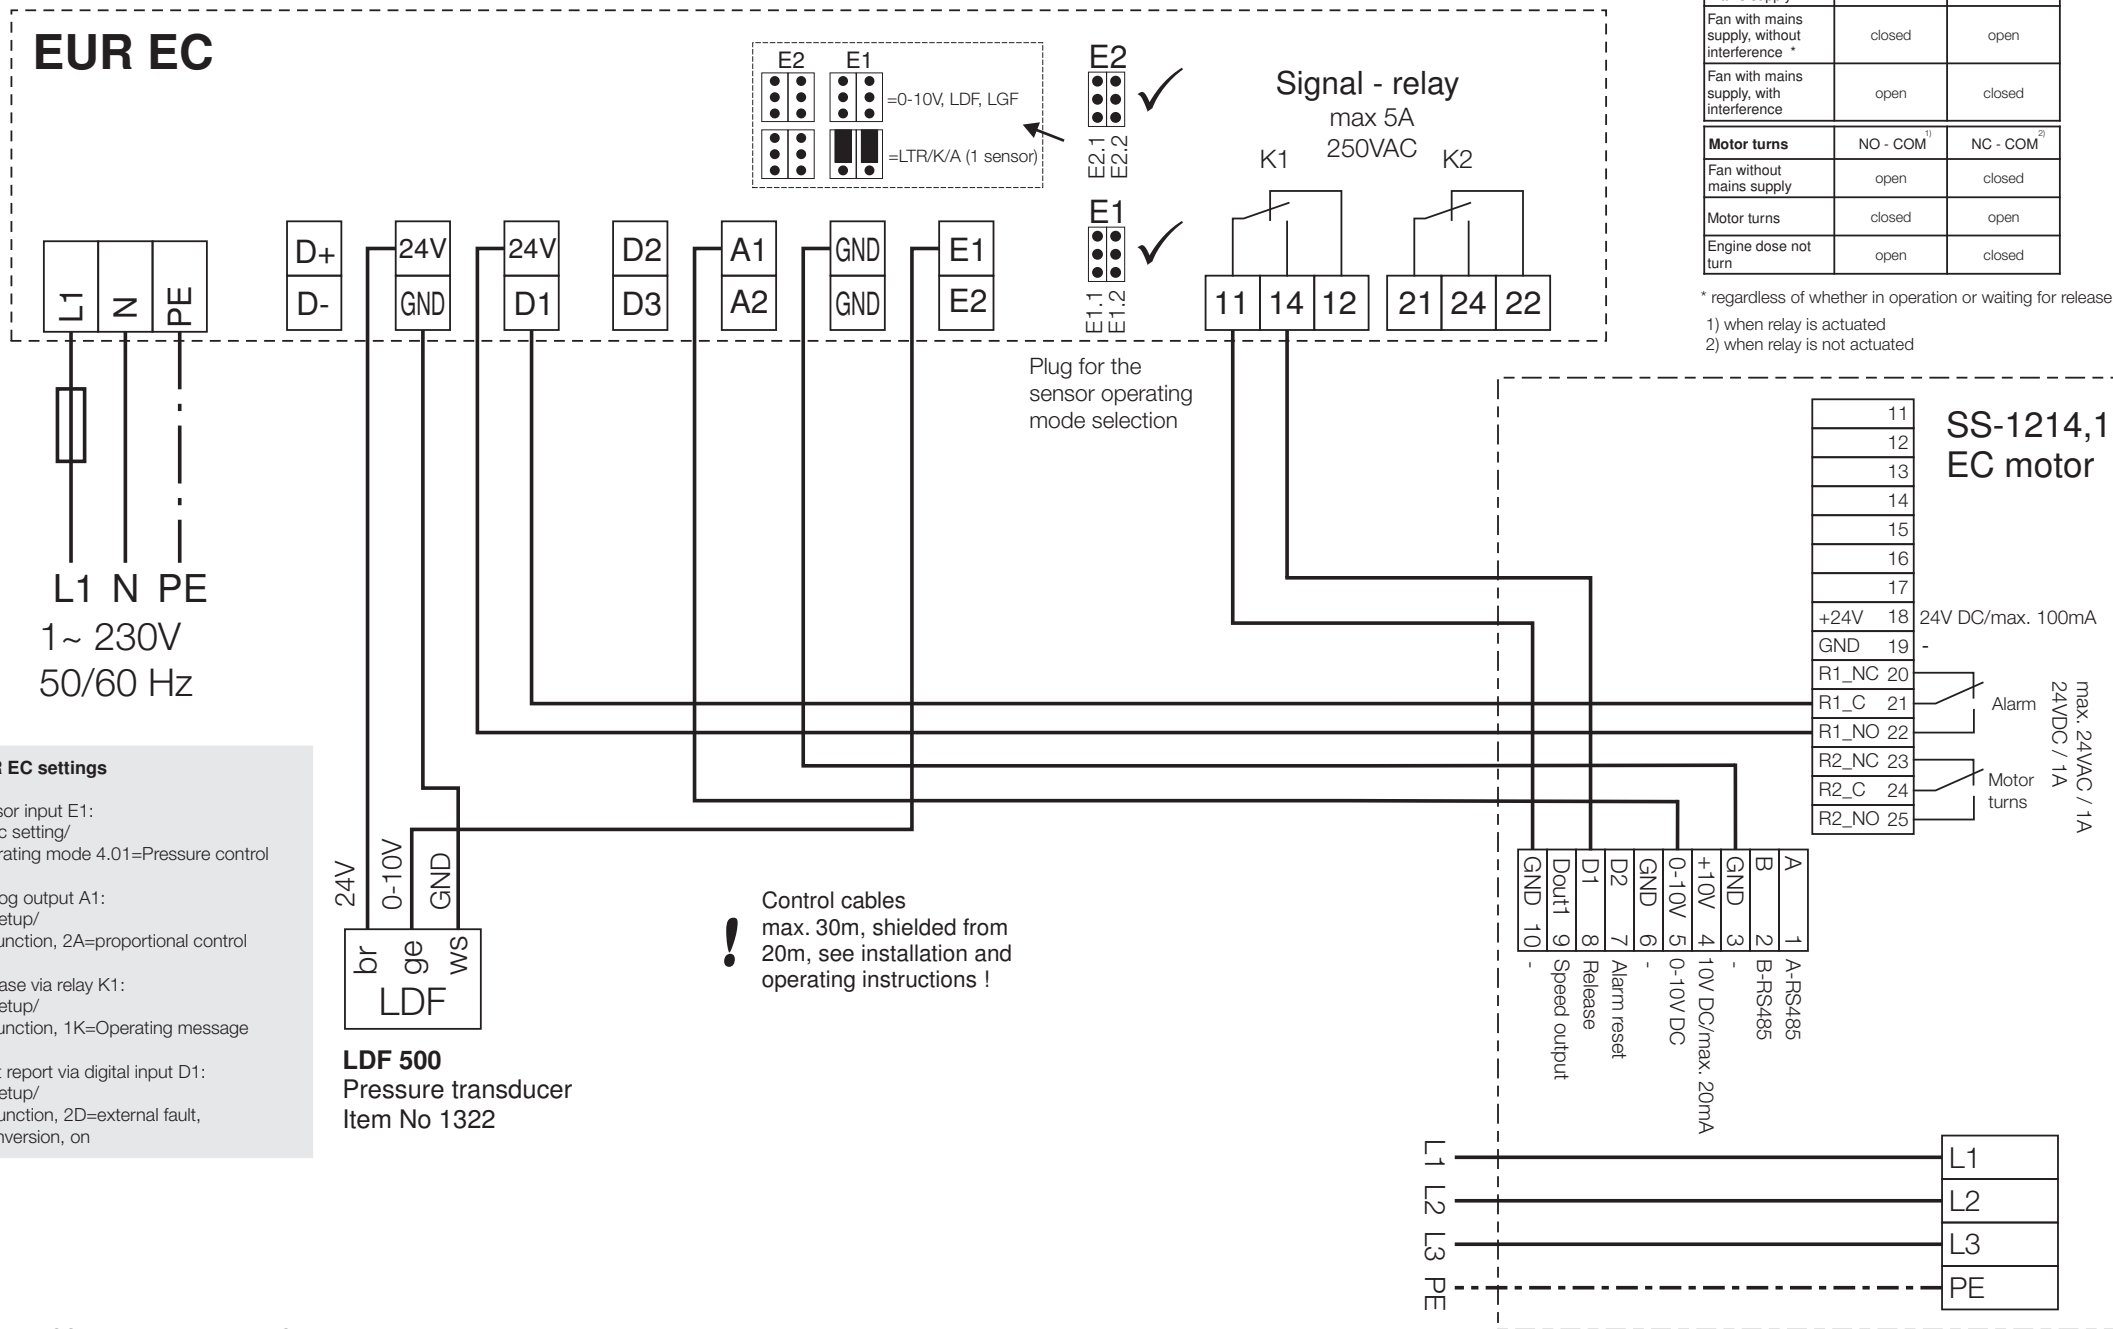 EUR EC
E2 E1
=0-10V, LDF, LGF
=LTR/K/A (1 sensor)
E2
E2.1
E2.2
E1
E1.1
E1.2
Plug for the
sensor operating
mode selection
Signal - relay
max 5A
250VAC
K1
K2
11 14 12
21 24 22
L1 N PE
D+
D-
24V
GND
24V
D1
D2
D3
A1
A2
GND
GND
E1
E2
L1 N PE
1~ 230V
50/60 Hz
Fan with mains
supply, without
interference *
closed
open
Fan with mains
supply, with
interference
open
closed
Motor turns
NO - COM 1)
NC - COM 2)
Fan without
mains supply
open
closed
Motor turns
closed
open
Engine dose not
turn
open
closed
* regardless of whether in operation or waiting for release
1) when relay is actuated
2) when relay is not actuated
SS-1214,1
EC motor
11
12
13
14
15
16
17
+24V 18 24V DC/max. 100mA
GND 19 -
R1_NC 20
R1_C 21
R1_NO 22
Alarm
R2_NC 23
R2_C 24
R2_NO 25
Motor
turns
max. 24VAC / 1A
24VDC / 1A
EC settings
sor input E1:
c setting/
rating mode 4.01=Pressure control
og output A1:
etup/
unction, 2A=proportional control
ase via relay K1:
etup/
unction, 1K=Operating message
t report via digital input D1:
etup/
unction, 2D=external fault,
nversion, on
24V
0-10V
GND
br
ge
ws
LDF
LDF 500
Pressure transducer
Item No 1322
!
Control cables
max. 30m, shielded from
20m, see installation and
operating instructions !
GND 10 -
Dout1 9 Speed output
D1 8 Release
D2 7 Alarm reset
GND 6 -
0-10V 5 0-10V DC
+10V 4 10V DC/max. 20mA
GND 3 -
B 2 B-RS485
A 1 A-RS485
L1
L2
L3
PE
L1
L2
L3
PE